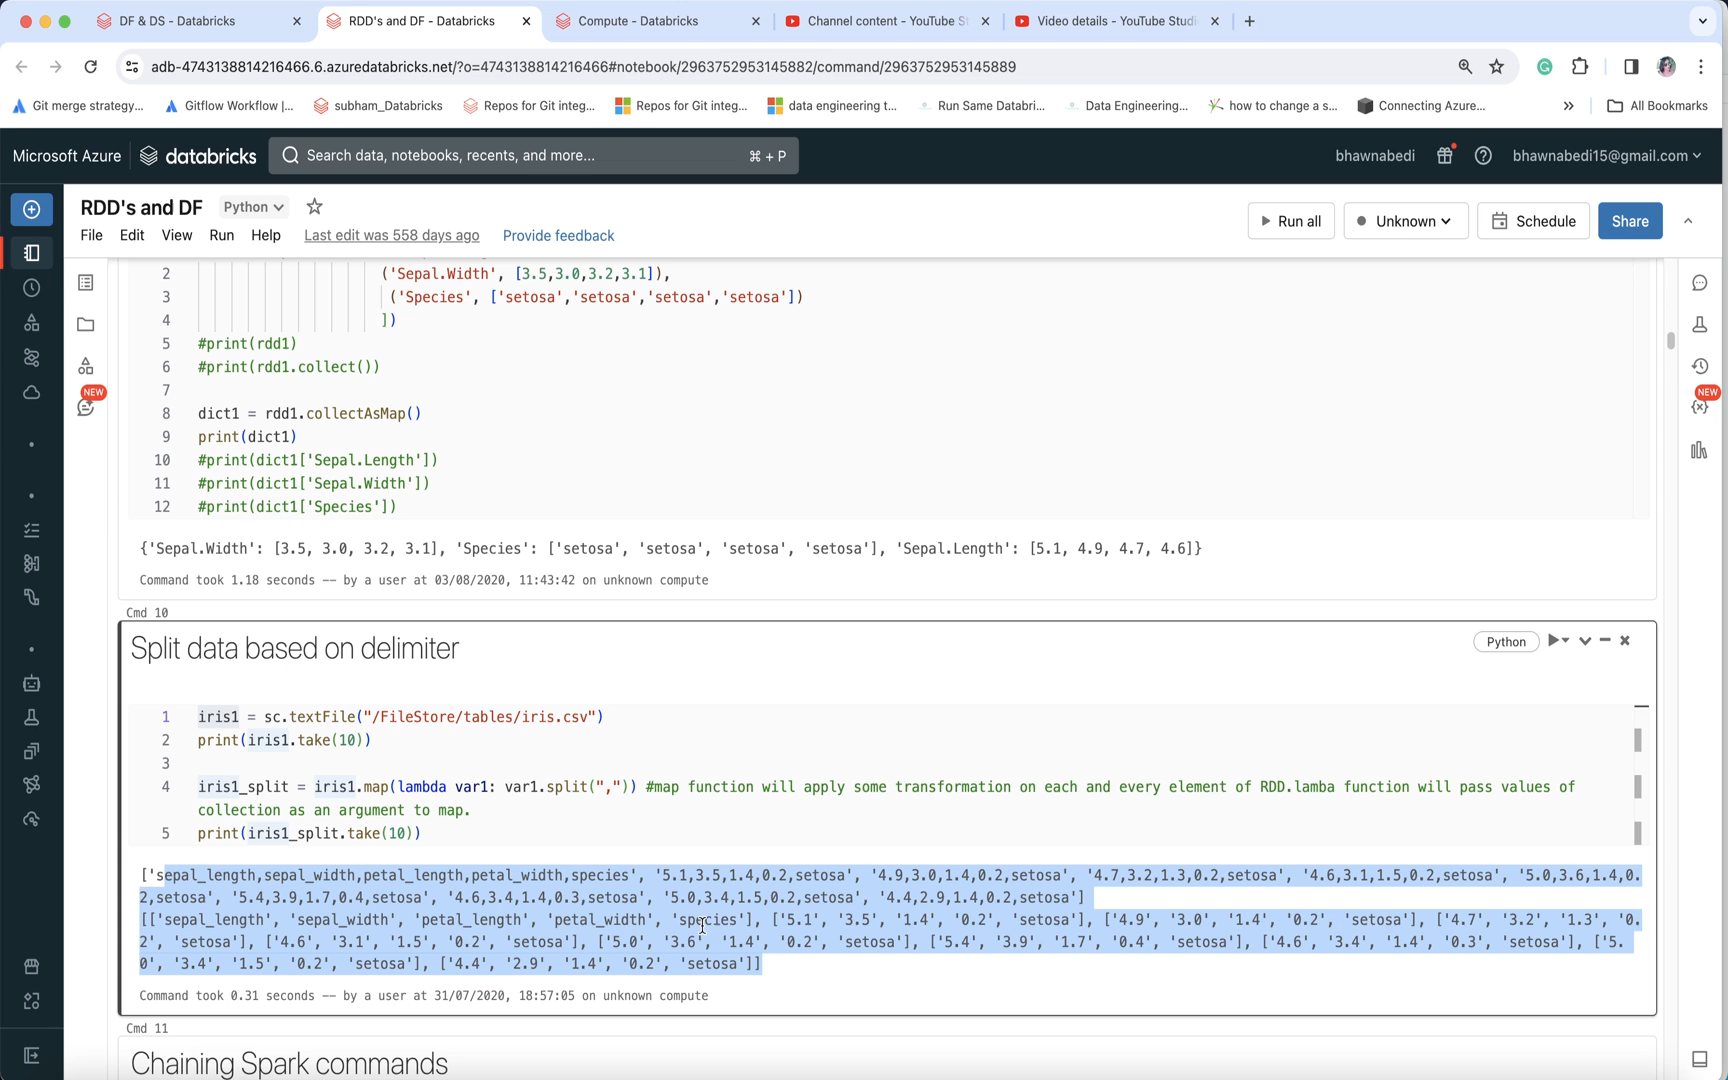 DF & DS - Databricks
RDD's and DF - Databricks
Compute - Databricks
Channel content - YouTube S
Video details - YouTube Studi
adb-4743138814216466.6.azuredatabricks.net/?o=4743138814216466#notebook/2963752953145882/command/2963752953145889
Git merge strategy...
Gitflow Workflow |...
subham_Databricks
Repos for Git integ...
Repos for Git integ...
data engineering t...
Run Same Databri...
Data Engineering...
how to change a s...
Connecting Azure...
All Bookmarks
Microsoft Azure
databricks
Search data, notebooks, recents, and more...
⌘ + P
bhawnabedi
bhawnabedi15@gmail.com
RDD's and DF
Python
Run all
Unknown
Schedule
Share
File Edit View Run Help Last edit was 558 days ago Provide feedback
2 ('Sepal.Width', [3.5,3.0,3.2,3.1]),
3 ('Species', ['setosa','setosa','setosa','setosa'])
4 ])
5 #print(rdd1)
6 #print(rdd1.collect())
7
8 dict1 = rdd1.collectAsMap()
9 print(dict1)
10 #print(dict1['Sepal.Length'])
11 #print(dict1['Sepal.Width'])
12 #print(dict1['Species'])
NEW
NEW
{'Sepal.Width': [3.5, 3.0, 3.2, 3.1], 'Species': ['setosa', 'setosa', 'setosa', 'setosa'], 'Sepal.Length': [5.1, 4.9, 4.7, 4.6]}
Command took 1.18 seconds -- by a user at 03/08/2020, 11:43:42 on unknown compute
Cmd 10
Split data based on delimiter
Python
1 iris1 = sc.textFile("/FileStore/tables/iris.csv")
2 print(iris1.take(10))
3
4 iris1_split = iris1.map(lambda var1: var1.split(",")) #map function will apply some transformation on each and every element of RDD.lamba function will pass values of
collection as an argument to map.
5 print(iris1_split.take(10))
['sepal_length,sepal_width,petal_length,petal_width,species', '5.1,3.5,1.4,0.2,setosa', '4.9,3.0,1.4,0.2,setosa', '4.7,3.2,1.3,0.2,setosa', '4.6,3.1,1.5,0.2,setosa', '5.0,3.6,1.4,0.
2,setosa', '5.4,3.9,1.7,0.4,setosa', '4.6,3.4,1.4,0.3,setosa', '5.0,3.4,1.5,0.2,setosa', '4.4,2.9,1.4,0.2,setosa']
[['sepal_length', 'sepal_width', 'petal_length', 'petal_width', 'species'], ['5.1', '3.5', '1.4', '0.2', 'setosa'], ['4.9', '3.0', '1.4', '0.2', 'setosa'], ['4.7', '3.2', '1.3', '0.
2', 'setosa'], ['4.6', '3.1', '1.5', '0.2', 'setosa'], ['5.0', '3.6', '1.4', '0.2', 'setosa'], ['5.4', '3.9', '1.7', '0.4', 'setosa'], ['4.6', '3.4', '1.4', '0.3', 'setosa'], ['5.
0', '3.4', '1.5', '0.2', 'setosa'], ['4.4', '2.9', '1.4', '0.2', 'setosa']]
Command took 0.31 seconds -- by a user at 31/07/2020, 18:57:05 on unknown compute
Cmd 11
Chaining Spark commands